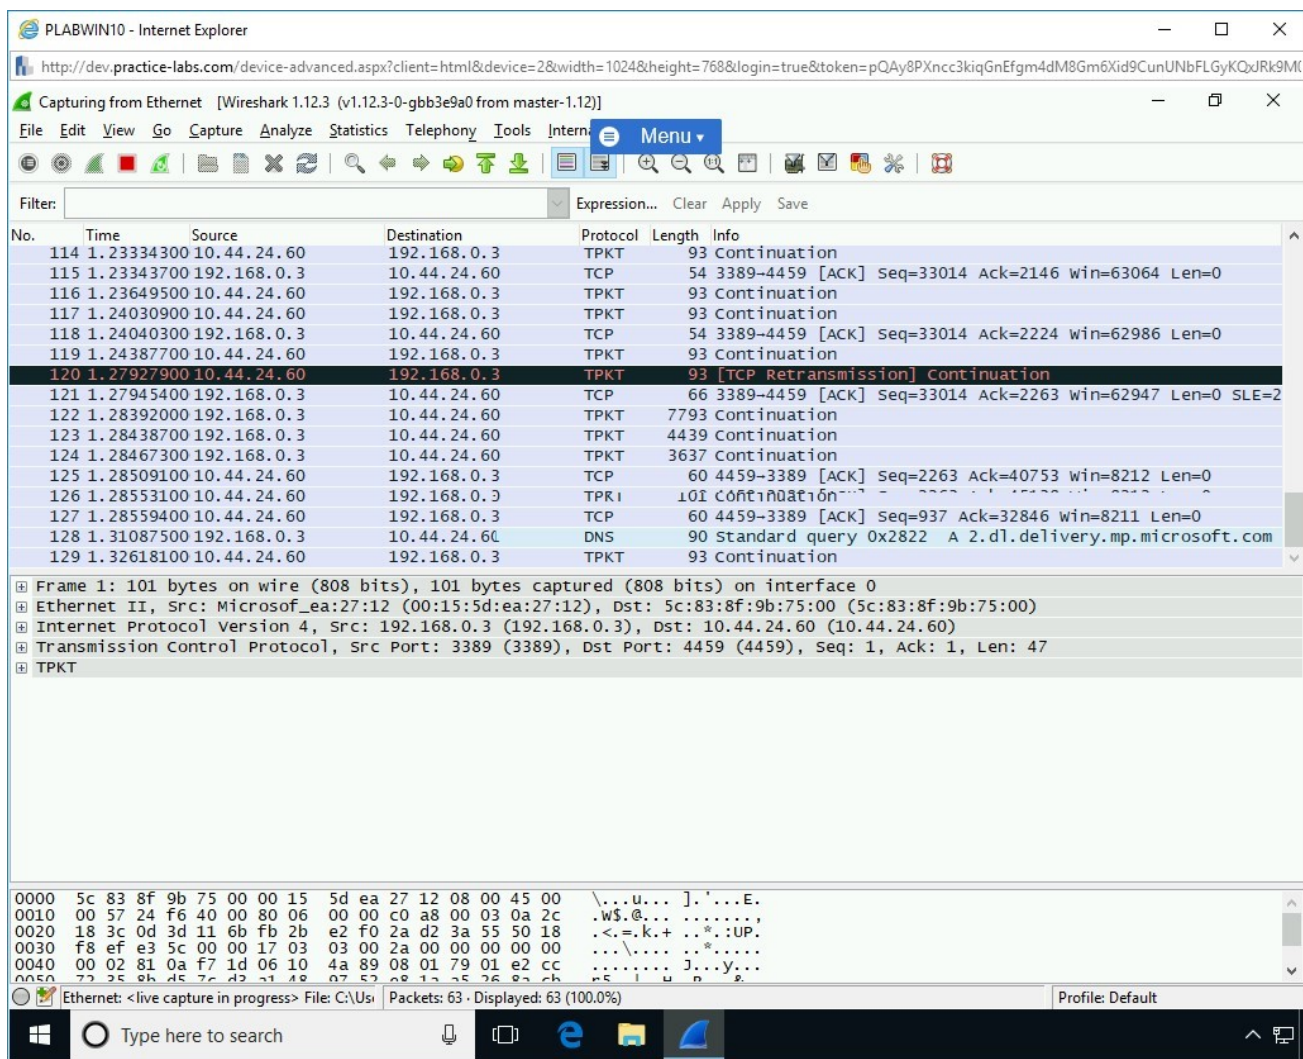 PLABWIN10 - Internet Explorer
http://dev.practice-labs.com/device-advanced.aspx?client=html&device=2&width=1024&height=768&login=true&token=pQAy8PXncc3kiqGnEfgm4dM8Gm6Xid9CunUNbFLGyKQxJRk9M(
Capturing from Ethernet [Wireshark 1.12.3 (v1.12.3-0-gbb3e9a0 from master-1.12)]
File Edit View Go Capture Analyze Statistics Telephony Tools Interna Menu
Filter: Expression... Clear Apply Save
No. Time Source Destination Protocol Length Info
114 1.23334300 10.44.24.60 192.168.0.3 TPKT 93 Continuation
115 1.23343700 192.168.0.3 10.44.24.60 TCP 54 3389→4459 [ACK] Seq=33014 Ack=2146 Win=63064 Len=0
116 1.23649500 10.44.24.60 192.168.0.3 TPKT 93 Continuation
117 1.24030900 10.44.24.60 192.168.0.3 TPKT 93 Continuation
118 1.24040300 192.168.0.3 10.44.24.60 TCP 54 3389→4459 [ACK] Seq=33014 Ack=2224 Win=62986 Len=0
119 1.24387700 10.44.24.60 192.168.0.3 TPKT 93 Continuation
120 1.27927900 10.44.24.60 192.168.0.3 TPKT 93 [TCP Retransmission] Continuation
121 1.27945400 192.168.0.3 10.44.24.60 TCP 66 3389→4459 [ACK] Seq=33014 Ack=2263 Win=62947 Len=0 SLE=2
122 1.28392000 192.168.0.3 10.44.24.60 TPKT 7793 Continuation
123 1.28438700 192.168.0.3 10.44.24.60 TPKT 4439 Continuation
124 1.28467300 192.168.0.3 10.44.24.60 TPKT 3637 Continuation
125 1.28509100 10.44.24.60 192.168.0.3 TCP 60 4459→3389 [ACK] Seq=2263 Ack=40753 Win=8212 Len=0
126 1.28553100 10.44.24.60 192.168.0.3 Continuation
127 1.28559400 10.44.24.60 192.168.0.3 TCP 60 4459→3389 [ACK] Seq=937 Ack=32846 Win=8211 Len=0
128 1.31087500 192.168.0.3 10.44.24.60 DNS 90 Standard query 0x2822 A 2.dl.delivery.mp.microsoft.com
129 1.32618100 10.44.24.60 192.168.0.3 TPKT 93 Continuation
Frame 1: 101 bytes on wire (808 bits), 101 bytes captured (808 bits) on interface 0
Ethernet II, Src: Microsof_ea:27:12 (00:15:5d:ea:27:12), Dst: 5c:83:8f:9b:75:00 (5c:83:8f:9b:75:00)
Internet Protocol Version 4, Src: 192.168.0.3 (192.168.0.3), Dst: 10.44.24.60 (10.44.24.60)
Transmission Control Protocol, Src Port: 3389 (3389), Dst Port: 4459 (4459), Seq: 1, Ack: 1, Len: 47
TPKT
0000 5c 83 8f 9b 75 00 00 15 5d ea 27 12 08 00 45 00 \...u... ].'...E.
0010 00 57 24 f6 40 00 80 06 00 00 c0 a8 00 03 0a 2c .W$.@... .......,
0020 18 3c 0d 3d 11 6b fb 2b e2 f0 2a d2 3a 55 50 18 .<.=.k.+ ..*.:UP.
0030 f8 ef e3 5c 00 00 17 03 03 00 2a 00 00 00 00 00 ...\.... ..*.....
0040 00 02 81 0a f7 1d 06 10 4a 89 08 01 79 01 e2 cc ........ J...y...
Ethernet: <live capture in progress> File: C:\Us Packets: 63 · Displayed: 63 (100.0%) Profile: Default
Type here to search